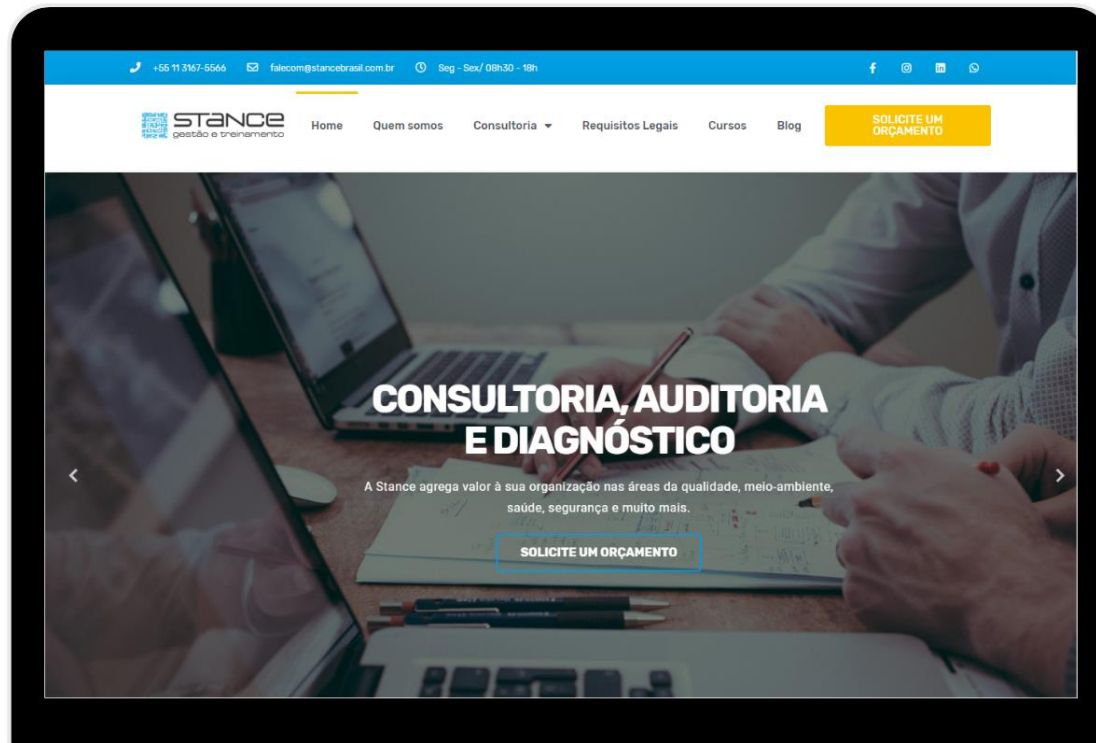 +55 11 3167-5566 falecom@stancebrasil.com.br Seg - Sex/ 08h30 - 18h
STANCE
gestão e treinamento
Home Quem somos Consultoria Requisitos Legais Cursos Blog
SOLICITE UM
ORÇAMENTO
CONSULTORIA, AUDITORIA
E DIAGNÓSTICO
A Stance agrega valor à sua organização nas áreas da qualidade, meio-ambiente,
saúde, segurança e muito mais.
SOLICITE UM ORÇAMENTO